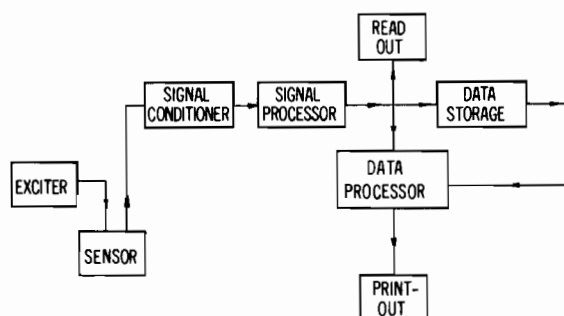 READ
OUT
SIGNAL
CONDITIONER
SIGNAL
PROCESSOR
DATA
STORAGE
DATA
PROCESSOR
EXCITER
SENSOR
PRINT-
OUT